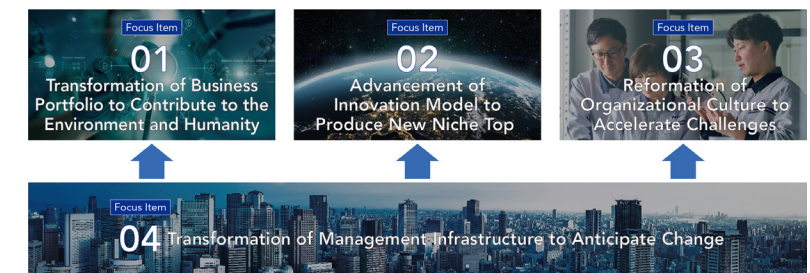 Focus Item
01
Transformation of Business
Portfolio to Contribute to the
Environment and Humanity
Focus Item
02
Advancement of
Innovation Model to
Produce New Niche Top
Focus Item
03
Reformation of
Organizational Culture to
Accelerate Challenges
Focus Item
04 Transformation of Management Infrastructure to Anticipate Change